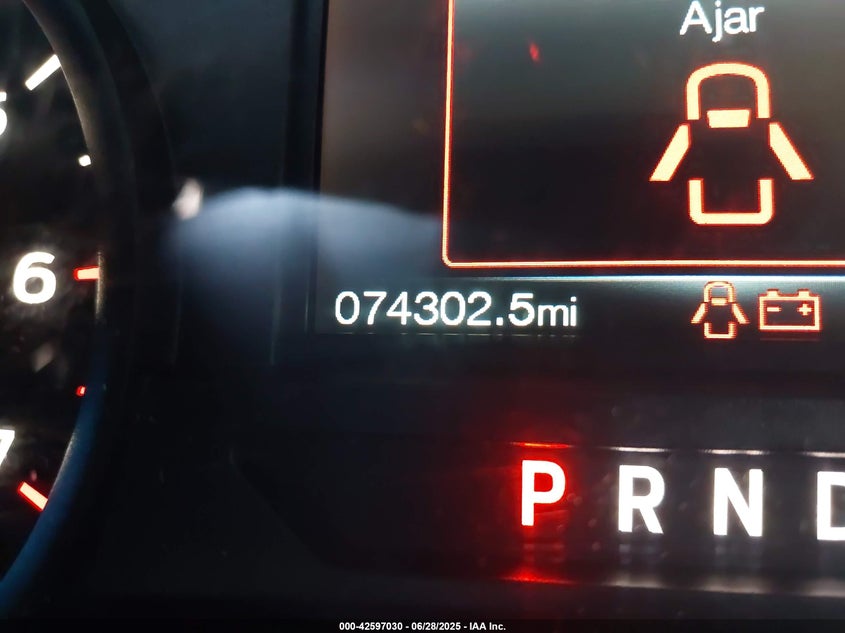 Ajar
5
6
074302.5mi
7
P R N D
000-42597030 - 06/28/2025 - IAA Inc.